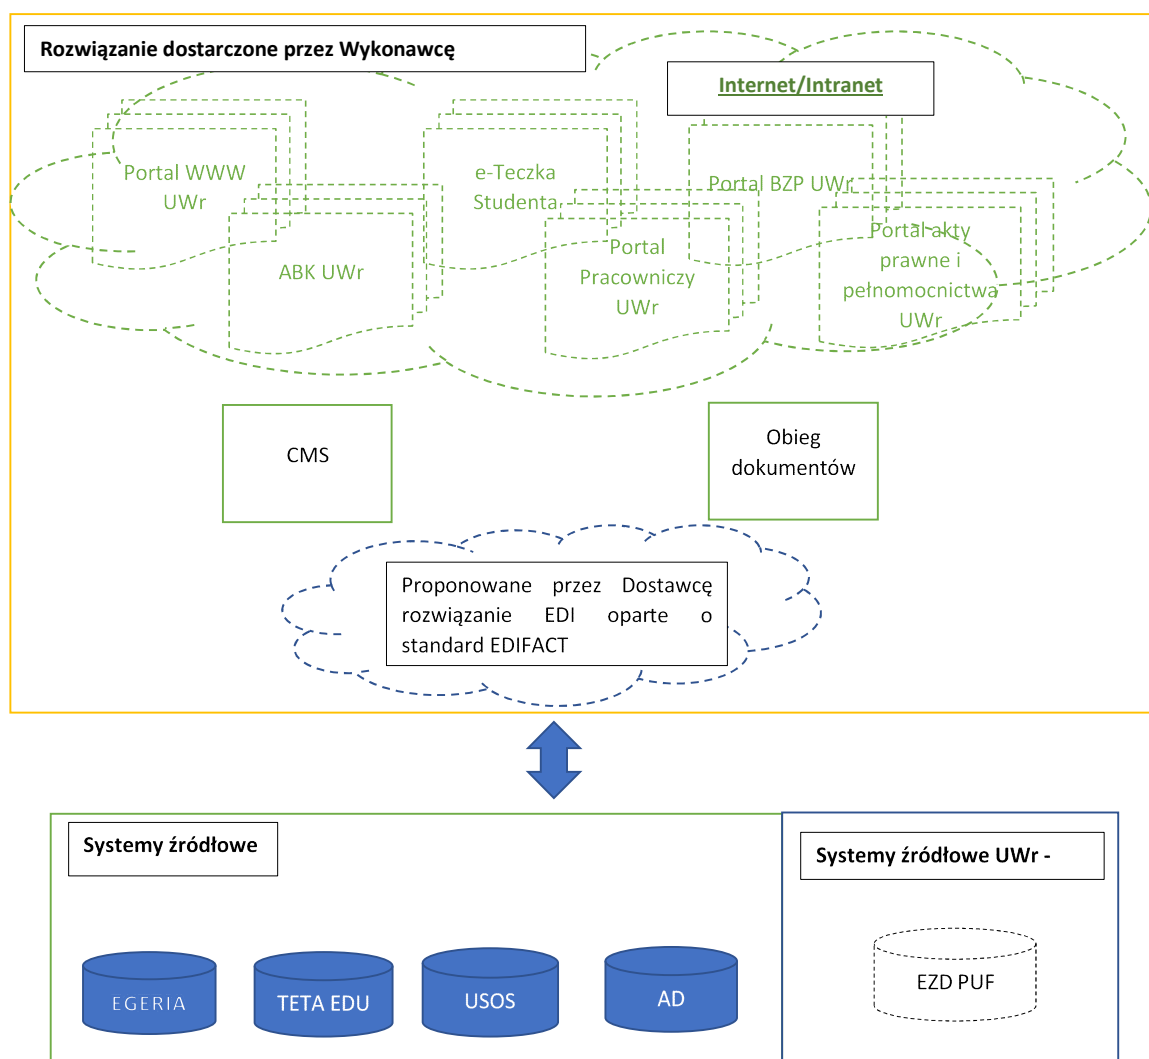 Rozwiązanie dostarczone przez Wykonawcę
Internet/Intranet
Portal WWW
UWr
e-Teczka
Studenta
Portal BZP UWr
ABK UWr
Portal
Pracowniczy
UWr
Portal akty
prawne i
pełnomocnictwa
UWr
CMS
Obieg
dokumentów
Proponowane przez Dostawcę
rozwiązanie EDI oparte o
standard EDIFACT
Systemy źródłowe
Systemy źródłowe UWr -
EGERIA
TETA EDU
USOS
AD
EZD PUF